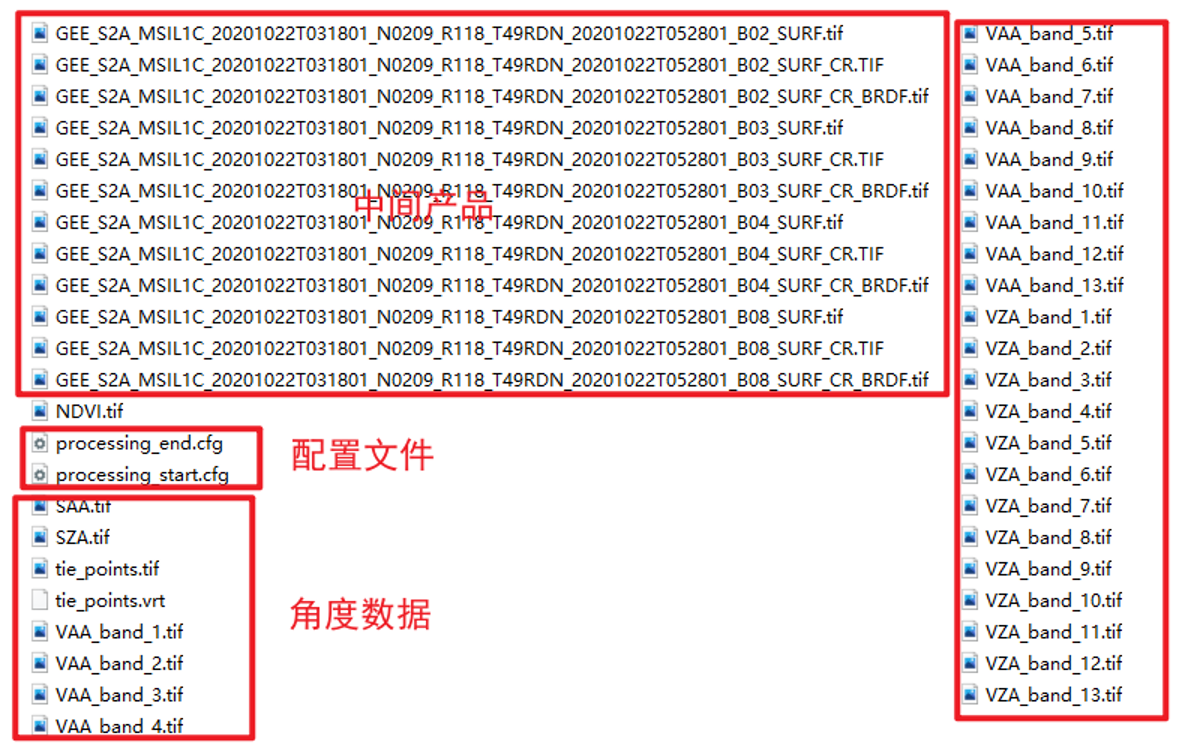 GEE_S2A_MSIL1C_20201022T031801_N0209_R118_T49RDN_20201022T052801_B02_SURF.tif
GEE_S2A_MSIL1C_20201022T031801_N0209_R118_T49RDN_20201022T052801_B02_SURF_CR.TIF
GEE_S2A_MSIL1C_20201022T031801_N0209_R118_T49RDN_20201022T052801_B02_SURF_CR_BRDF.tif
GEE_S2A_MSIL1C_20201022T031801_N0209_R118_T49RDN_20201022T052801_B03_SURF.tif
GEE_S2A_MSIL1C_20201022T031801_N0209_R118_T49RDN_20201022T052801_B03_SURF_CR.TIF
GEE_S2A_MSIL1C_20201022T031801_N0209_R118_T49RDN_20201022T052801_B03_SURF_CR_BRDF.tif
中间产品
GEE_S2A_MSIL1C_20201022T031801_N0209_R118_T49RDN_20201022T052801_B04_SURF.tif
GEE_S2A_MSIL1C_20201022T031801_N0209_R118_T49RDN_20201022T052801_B04_SURF_CR.TIF
GEE_S2A_MSIL1C_20201022T031801_N0209_R118_T49RDN_20201022T052801_B04_SURF_CR_BRDF.tif
GEE_S2A_MSIL1C_20201022T031801_N0209_R118_T49RDN_20201022T052801_B08_SURF.tif
GEE_S2A_MSIL1C_20201022T031801_N0209_R118_T49RDN_20201022T052801_B08_SURF_CR.TIF
GEE_S2A_MSIL1C_20201022T031801_N0209_R118_T49RDN_20201022T052801_B08_SURF_CR_BRDF.tif
NDVI.tif
processing_end.cfg
配置文件
processing_start.cfg
SAA.tif
SZA.tif
tie_points.tif
tie_points.vrt
角度数据
VAA_band_1.tif
VAA_band_2.tif
VAA_band_3.tif
VAA_band_4.tif
VAA_band_5.tif
VAA_band_6.tif
VAA_band_7.tif
VAA_band_8.tif
VAA_band_9.tif
VAA_band_10.tif
VAA_band_11.tif
VAA_band_12.tif
VAA_band_13.tif
VZA_band_1.tif
VZA_band_2.tif
VZA_band_3.tif
VZA_band_4.tif
VZA_band_5.tif
VZA_band_6.tif
VZA_band_7.tif
VZA_band_8.tif
VZA_band_9.tif
VZA_band_10.tif
VZA_band_11.tif
VZA_band_12.tif
VZA_band_13.tif